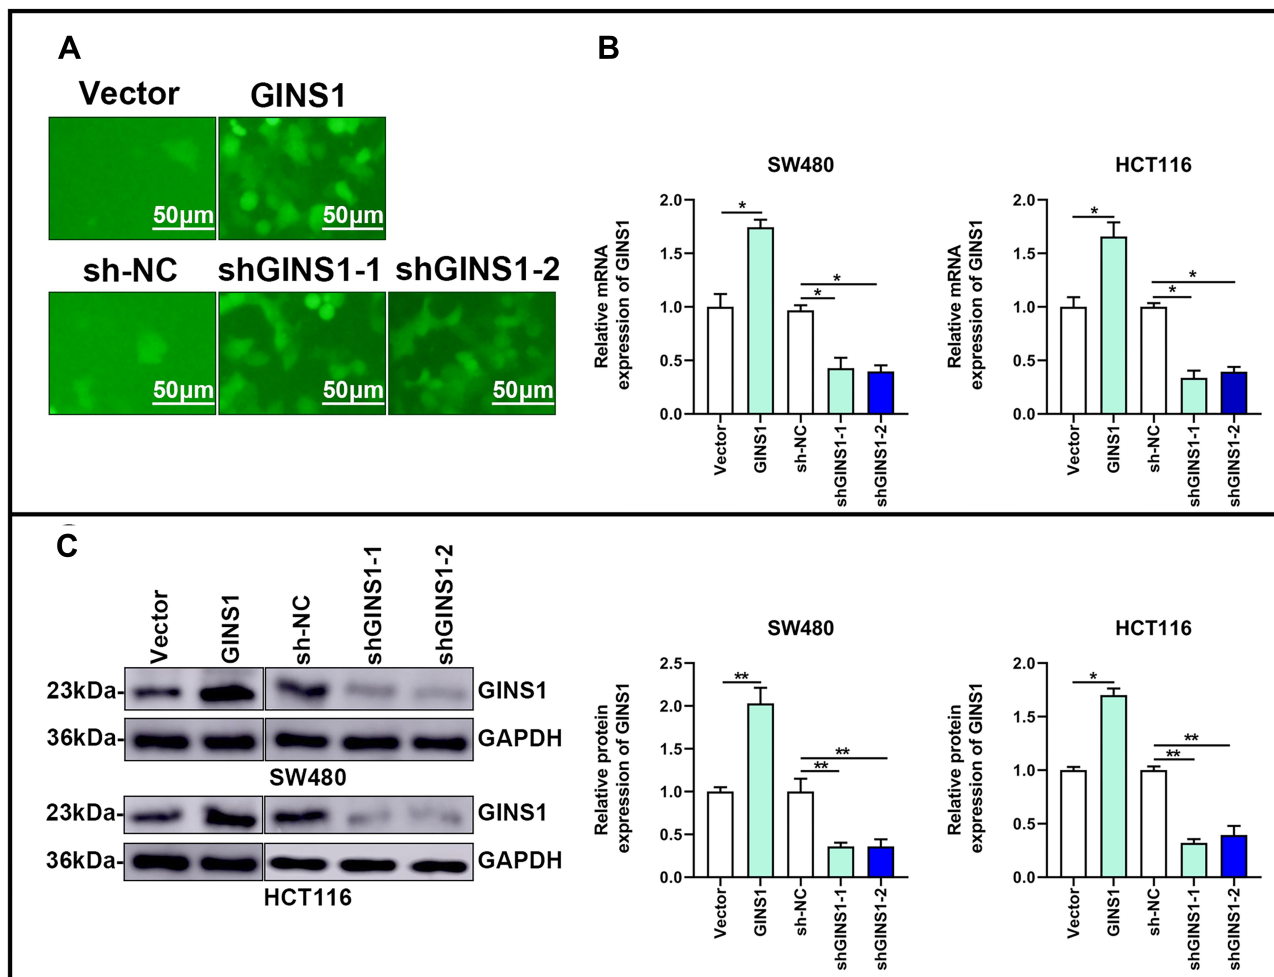 A
Vector GINS1
50µm 50µm
sh-NC shGINS1-1 shGINS1-2
50µm 50µm 50µm
B
SW480
Relative mRNA
expression of GINS1
2.0
1.5
1.0
0.5
0.0
* * *
Vector GINS1 sh-NC shGINS1-1 shGINS1-2
HCT116
Relative mRNA
expression of GINS1
2.0
1.5
1.0
0.5
0.0
* * *
Vector GINS1 sh-NC shGINS1-1 shGINS1-2
C
Vector GINS1 sh-NC shGINS1-1 shGINS1-2
23kDa- GINS1
36kDa- GAPDH
SW480
23kDa- GINS1
36kDa- GAPDH
HCT116
SW480
Relative protein
expression of GINS1
2.5
2.0
1.5
1.0
0.5
0.0
** ** **
Vector GINS1 sh-NC shGINS1-1 shGINS1-2
HCT116
Relative protein
expression of GINS1
2.0
1.5
1.0
0.5
0.0
* ** **
Vector GINS1 sh-NC shGINS1-1 shGINS1-2